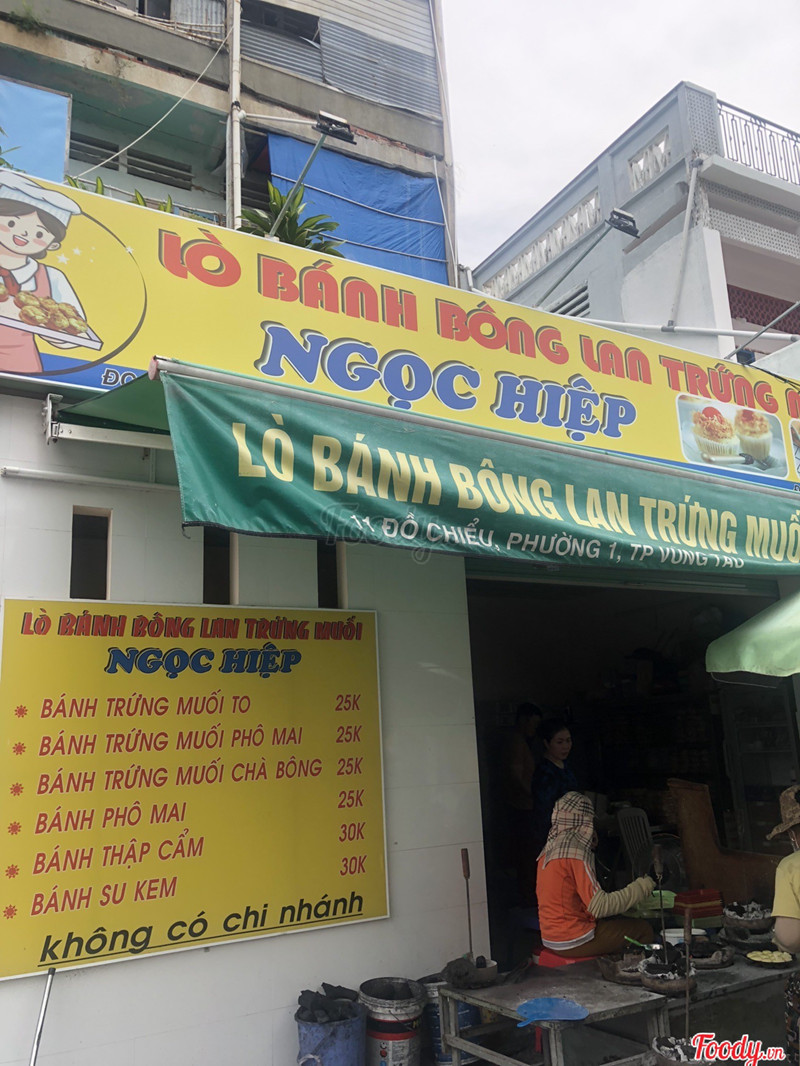 LÒ BÁNH BÔNG LAN TRỨNG
NGỌC HIỆP
LÒ BÁNH BÔNG LAN TRỨNG MUỐI
11 ĐỒ CHIỂU, PHƯỜNG 1, TP VŨNG TÀU
LÒ BÁNH BÔNG LAN TRỨNG MUỐI
NGỌC HIỆP
BÁNH TRỨNG MUỐI TO 25K
BÁNH TRỨNG MUỐI PHÔ MAI 25K
BÁNH TRỨNG MUỐI CHÀ BÔNG 25K
BÁNH PHÔ MAI 25K
BÁNH THẬP CẨM 30K
BÁNH SU KEM 30K
không có chi nhánh
Foody
Foody.vn